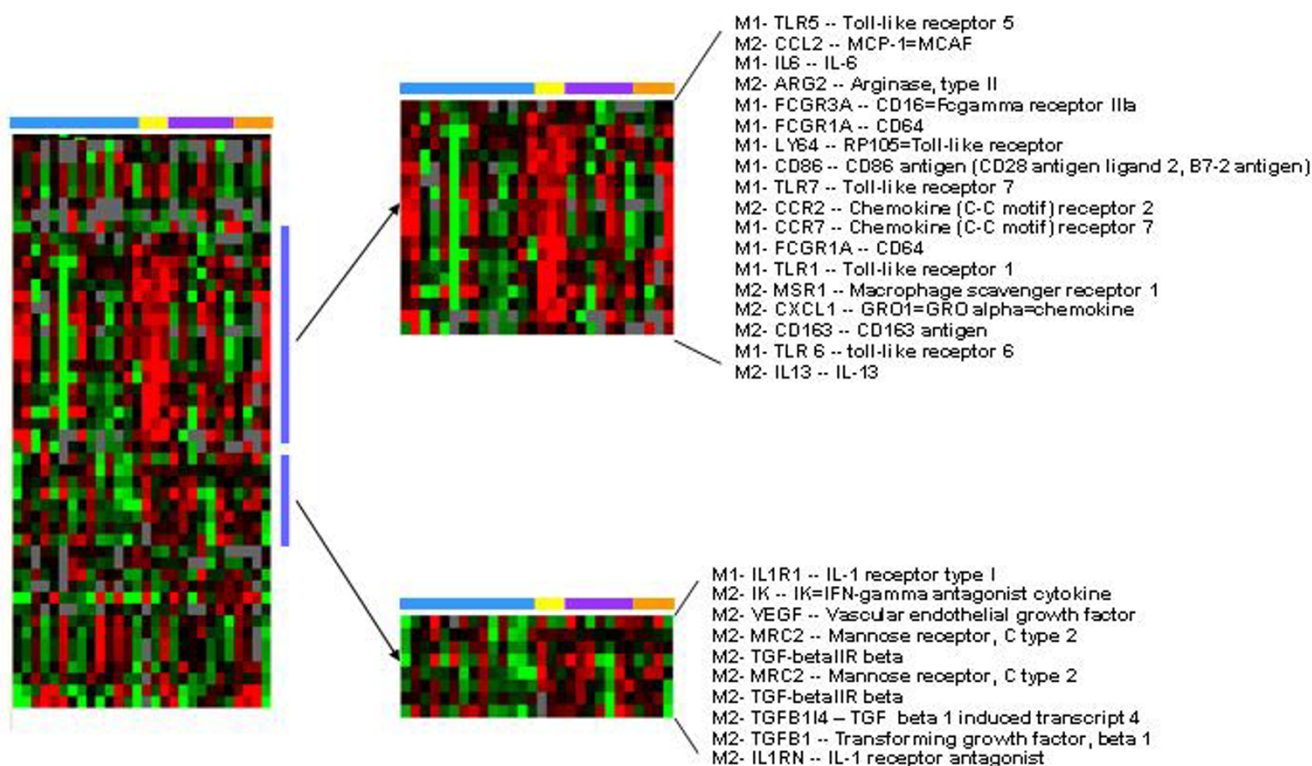 M1- TLR5 -- Toll-like receptor 5
M2- CCL2 -- MCP-1=MCAF
M1- IL6 -- IL-6
M2- ARG2 -- Arginase, type II
M1- FCGR3A -- CD16=Fcgamma receptor IIIa
M1- FCGR1A -- CD64
M1- LY64 -- RP105=Toll-like receptor
M1- CD86 -- CD86 antigen (CD28 antigen ligand 2, B7-2 antigen)
M1- TLR7 -- Toll-like receptor 7
M2- CCR2 -- Chemokine (C-C motif) receptor 2
M1- CCR7 -- Chemokine (C-C motif) receptor 7
M1- FCGR1A -- CD64
M1- TLR1 -- Toll-like receptor 1
M2- MSR1 -- Macrophage scavenger receptor 1
M2- CXCL1 -- GRO1=GRO alpha=chemokine
M2- CD163 -- CD163 antigen
M1- TLR 6 -- toll-like receptor 6
M2- IL13 -- IL-13
M1- IL1R1 -- IL-1 receptor type I
M2- IK -- IK=IFN-gamma antagonist cytokine
M2- VEGF -- Vascular endothelial growth factor
M2- MRC2 -- Mannose receptor, C type 2
M2- TGF-betaIIR beta
M2- MRC2 -- Mannose receptor, C type 2
M2- TGF-betaIIR beta
M2- TGFB1I4 – TGF beta 1 induced transcript 4
M2- TGFB1 -- Transforming growth factor, beta 1
M2- IL1RN -- IL-1 receptor antagonist